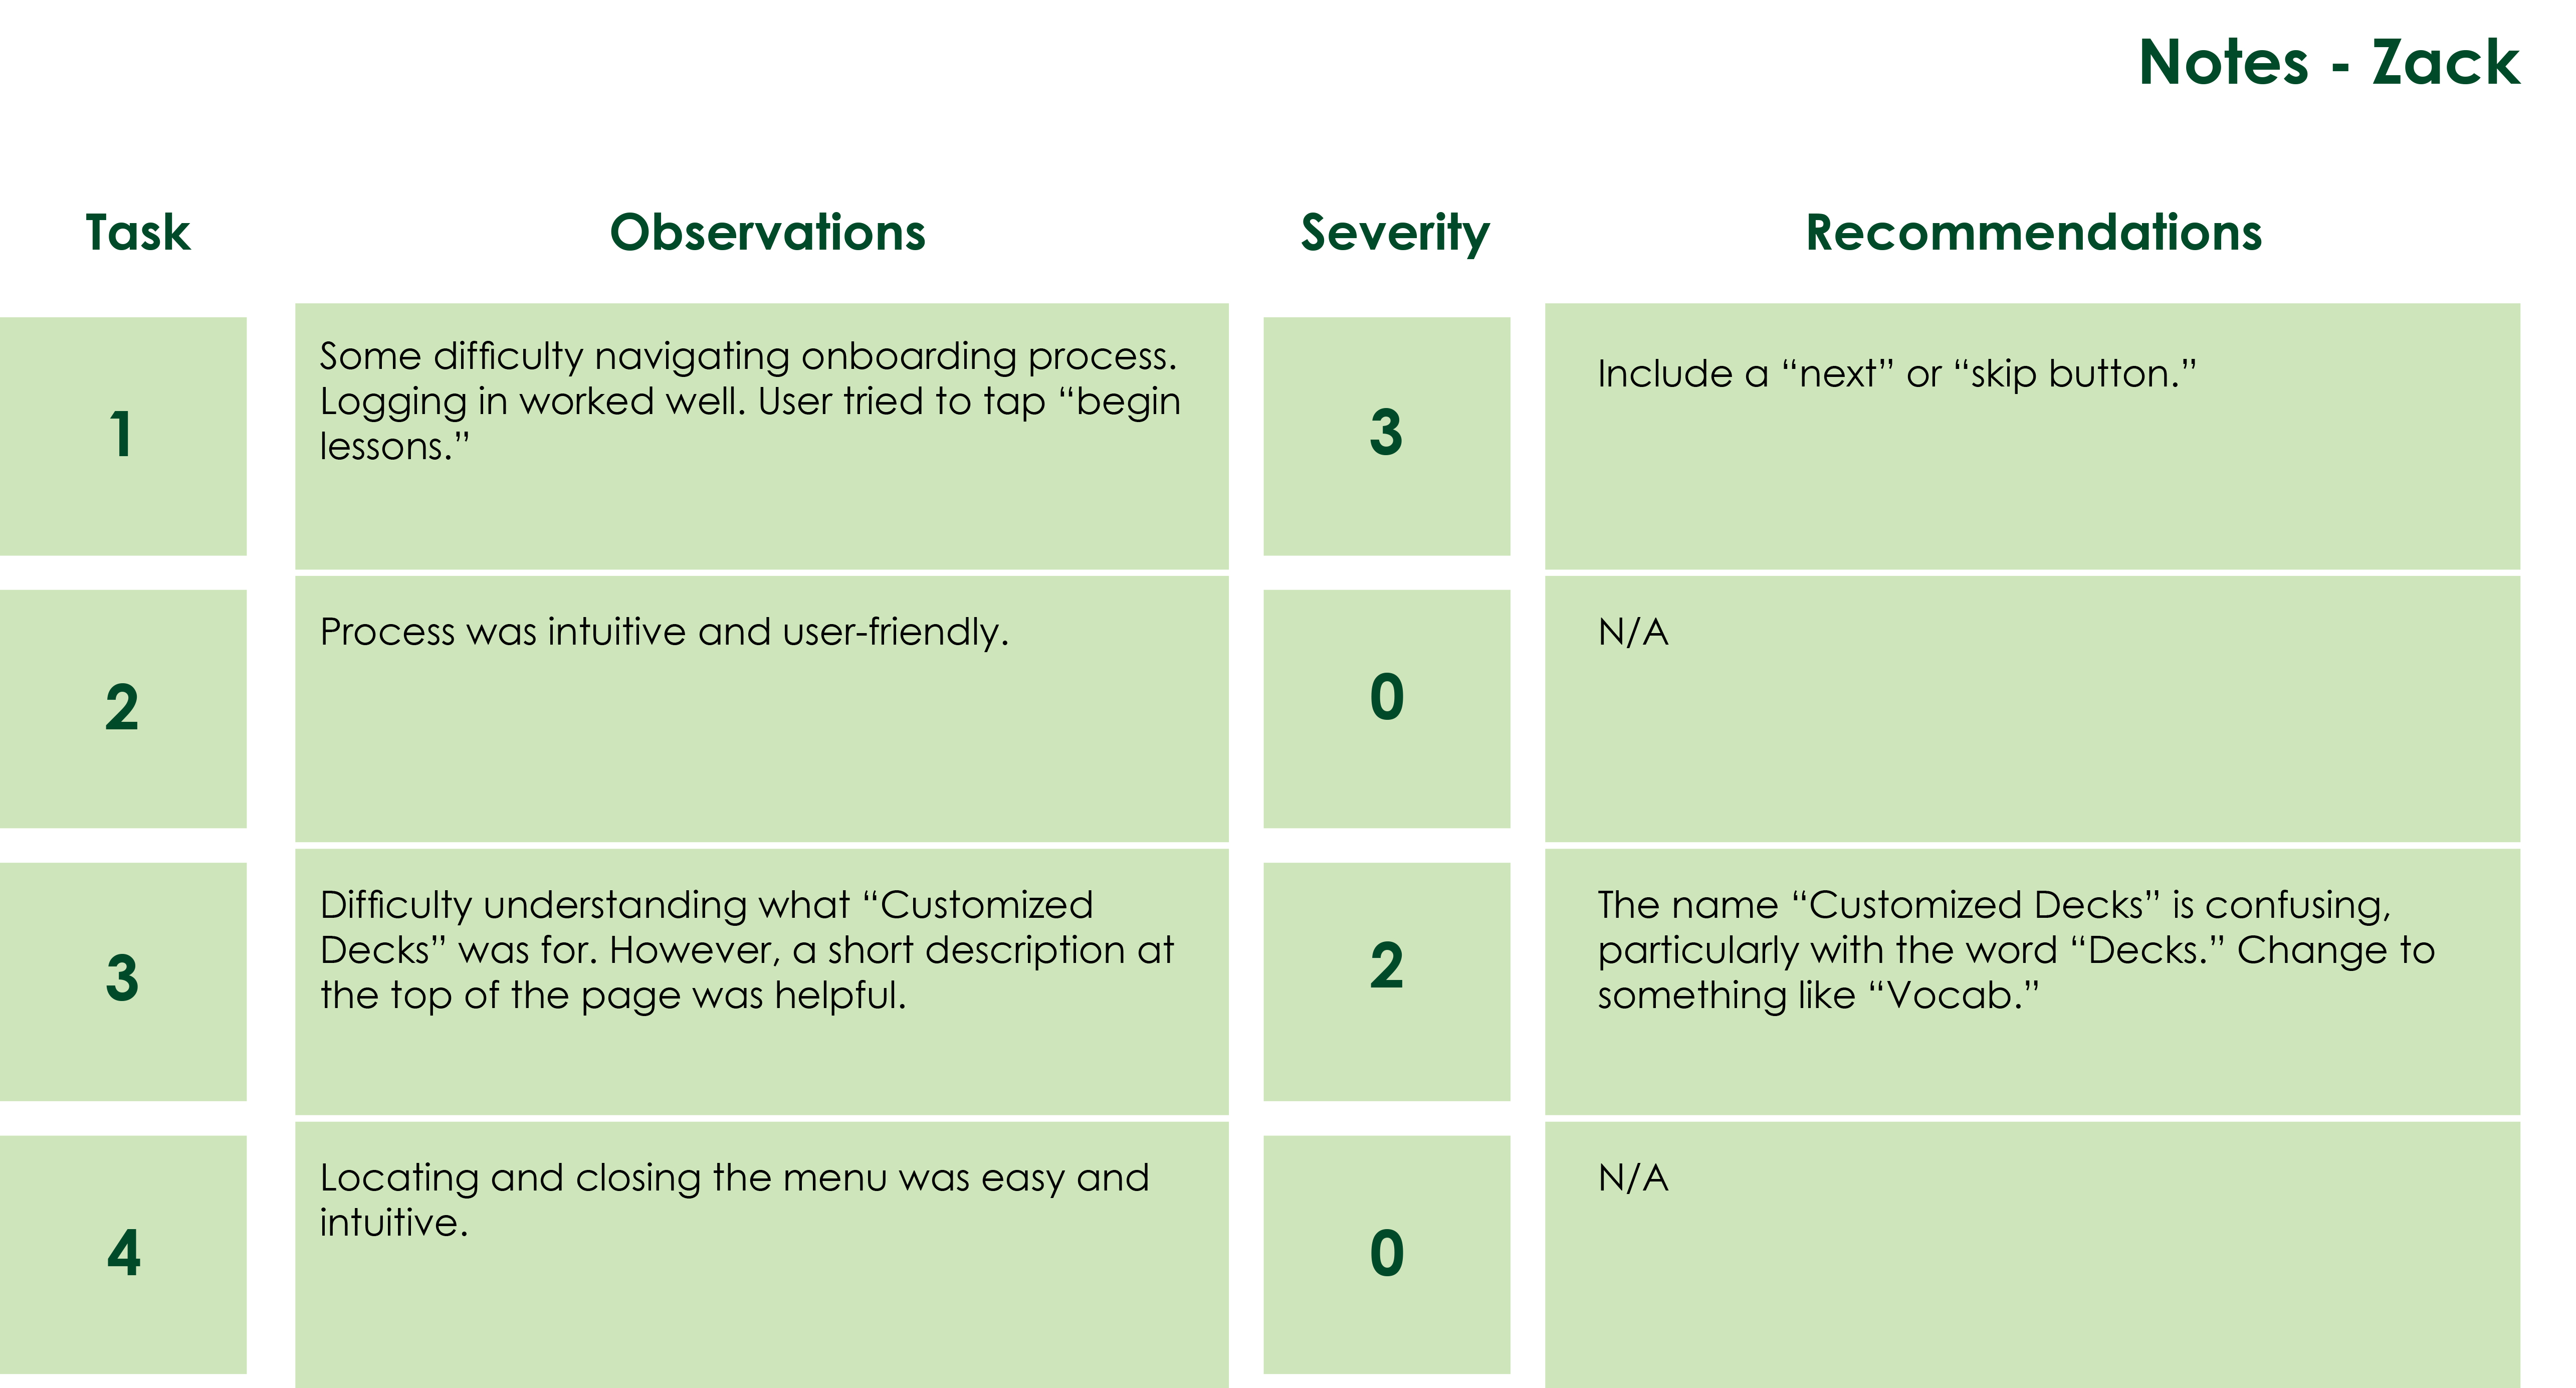 Notes - Zack
Task Observations Severity Recommendations
1
Some difficulty navigating onboarding process.
Logging in worked well. User tried to tap “begin
lessons.”
3
Include a “next” or “skip button.”
2
Process was intuitive and user-friendly.
0
N/A
3
Difficulty understanding what “Customized
Decks” was for. However, a short description at
the top of the page was helpful.
2
The name “Customized Decks” is confusing,
particularly with the word “Decks.” Change to
something like “Vocab.”
4
Locating and closing the menu was easy and
intuitive.
0
N/A